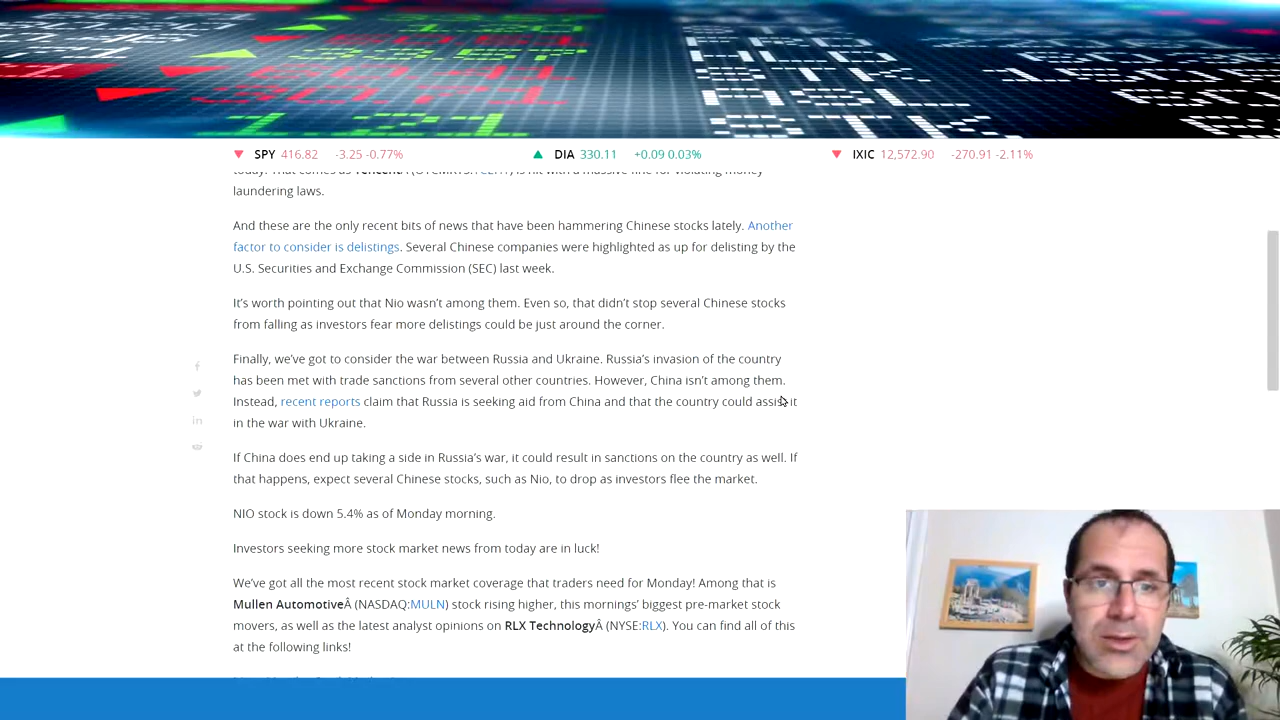 SPY 416.82 -3.25 -0.77% DIA 330.11 +0.09 0.03% IXIC 12,572.90 -270.91 -2.11%
laundering laws.
And these are the only recent bits of news that have been hammering Chinese stocks lately. Another
factor to consider is delistings. Several Chinese companies were highlighted as up for delisting by the
U.S. Securities and Exchange Commission (SEC) last week.
It's worth pointing out that Nio wasn't among them. Even so, that didn't stop several Chinese stocks
from falling as investors fear more delistings could be just around the corner.
Finally, we've got to consider the war between Russia and Ukraine. Russia's invasion of the country
has been met with trade sanctions from several other countries. However, China isn't among them.
Instead, recent reports claim that Russia is seeking aid from China and that the country could assist it
in the war with Ukraine.
If China does end up taking a side in Russia's war, it could result in sanctions on the country as well. If
that happens, expect several Chinese stocks, such as Nio, to drop as investors flee the market.
NIO stock is down 5.4% as of Monday morning.
Investors seeking more stock market news from today are in luck!
We've got all the most recent stock market coverage that traders need for Monday! Among that is
Mullen AutomotiveÂ (NASDAQ:MULN) stock rising higher, this mornings' biggest pre-market stock
movers, as well as the latest analyst opinions on RLX TechnologyÂ (NYSE:RLX). You can find all of this
at the following links!